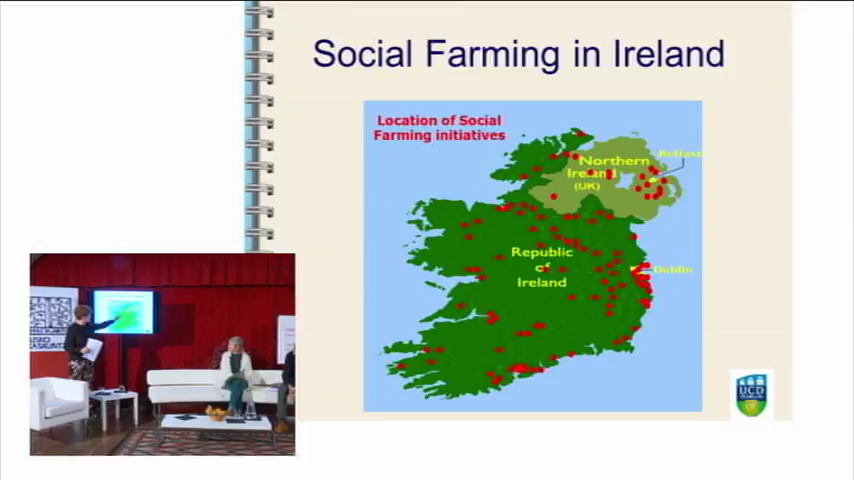 Social Farming in Ireland
Location of Social
Farming initiatives
Northern
Ireland
(UK)
Belfast
Republic
of
Ireland
Dublin
UCD